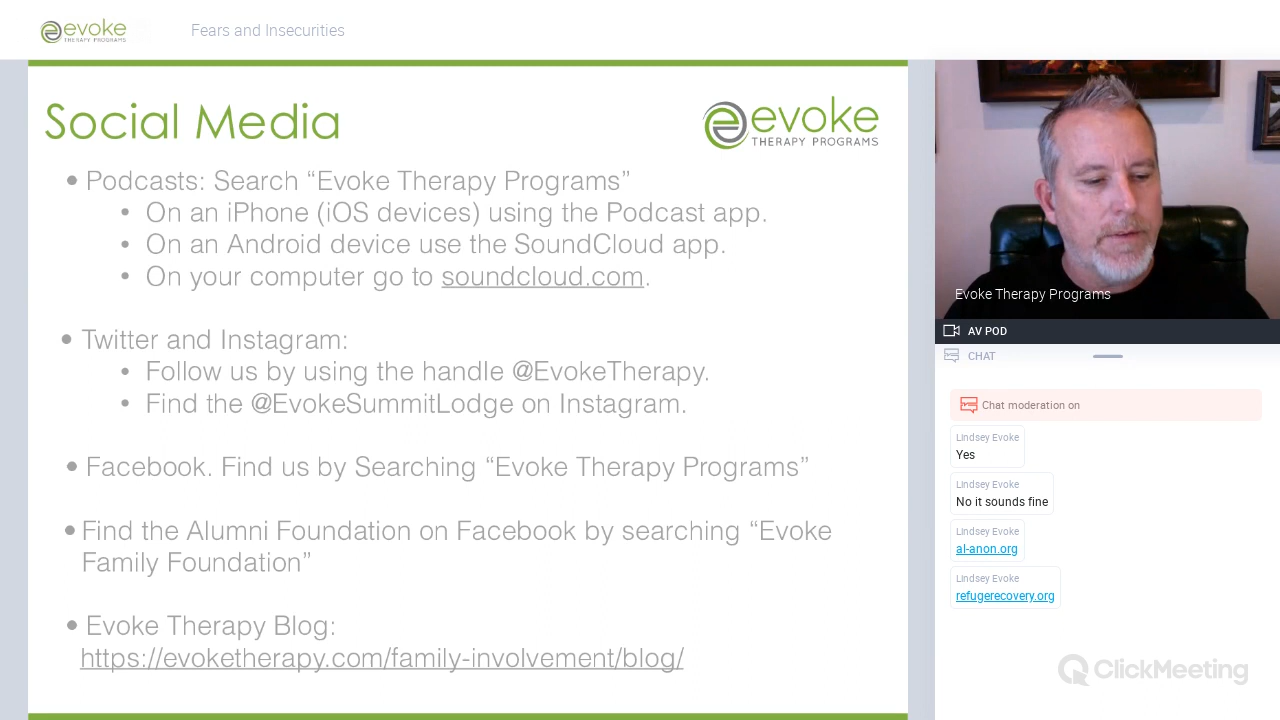 evoke
THERAPY PROGRAMS
Fears and Insecurities
Social Media
evoke
THERAPY PROGRAMS
• Podcasts: Search “Evoke Therapy Programs”
• On an iPhone (iOS devices) using the Podcast app.
• On an Android device use the SoundCloud app.
• On your computer go to soundcloud.com.
• Twitter and Instagram:
• Follow us by using the handle @EvokeTherapy.
• Find the @EvokeSummitLodge on Instagram.
• Facebook. Find us by Searching “Evoke Therapy Programs”
• Find the Alumni Foundation on Facebook by searching “Evoke
Family Foundation”
• Evoke Therapy Blog:
https://evoketherapy.com/family-involvement/blog/
Evoke Therapy Programs
AV POD
CHAT
Chat moderation on
Lindsey Evoke
Yes
Lindsey Evoke
No it sounds fine
Lindsey Evoke
al-anon.org
Lindsey Evoke
refugerecovery.org
ClickMeeting